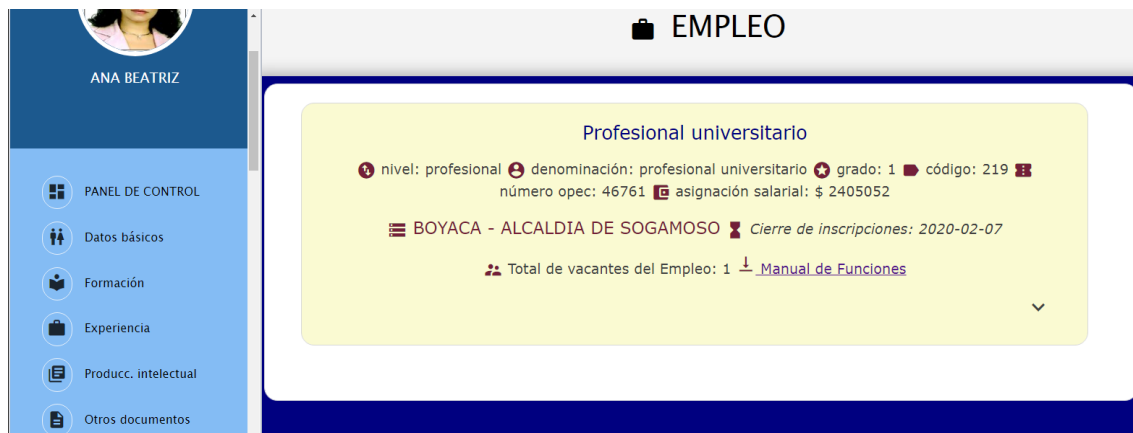 ANA BEATRIZ
PANEL DE CONTROL
Datos básicos
Formación
Experiencia
Producc. intelectual
Otros documentos
EMPLEO
Profesional universitario
nivel: profesional denominación: profesional universitario grado: 1 código: 219
número opec: 46761 asignación salarial: $ 2405052
BOYACA - ALCALDIA DE SOGAMOSO Cierre de inscripciones: 2020-02-07
Total de vacantes del Empleo: 1 Manual de Funciones